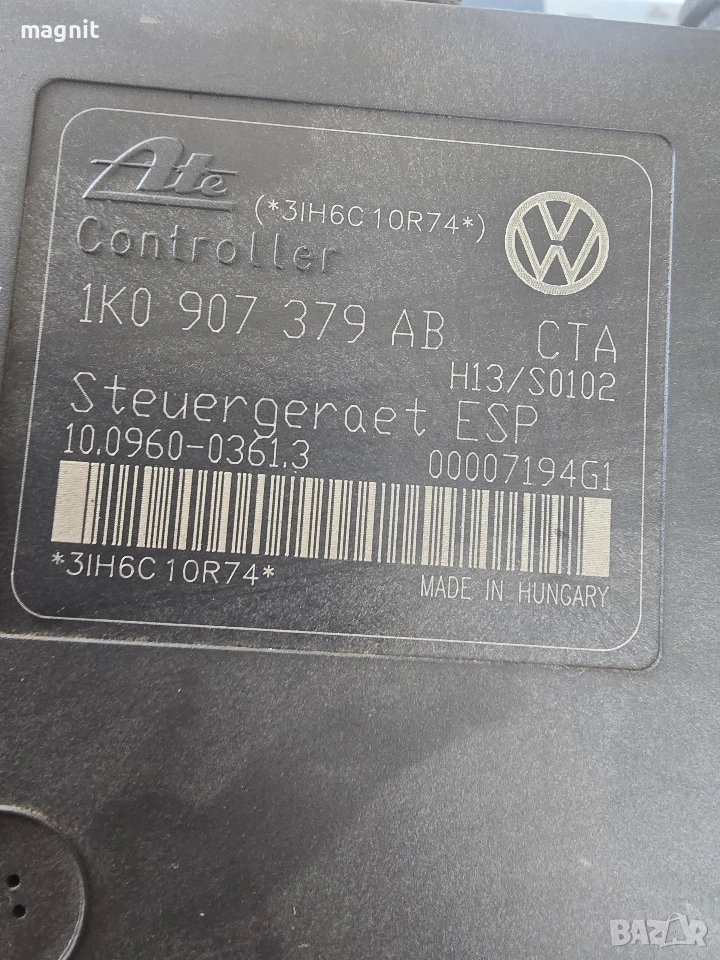 magnit
Ate
(*3IH6C10R74*)
Controller
1K0 907 379 AB CTA
H13/S0102
Steuergeraet ESP
10.0960-0361.3 00007194G1
*3IH6C10R74*
MADE IN HUNGARY
BAZAR